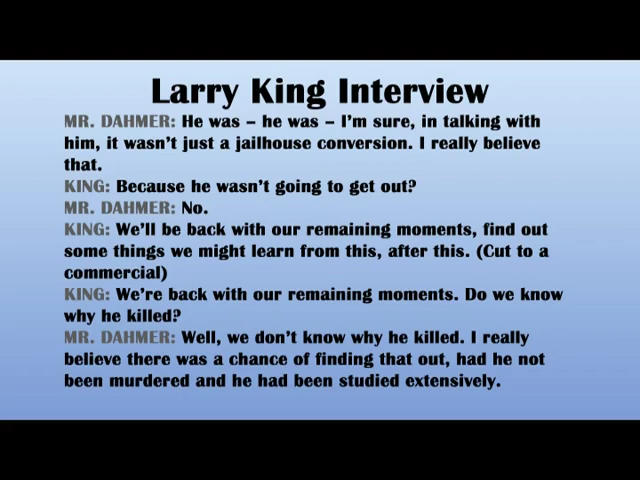 Larry King Interview
MR. DAHMER: He was – he was – I'm sure, in talking with
him, it wasn't just a jailhouse conversion. I really believe
that.
KING: Because he wasn't going to get out?
MR. DAHMER: No.
KING: We'll be back with our remaining moments, find out
some things we might learn from this, after this. (Cut to a
commercial)
KING: We're back with our remaining moments. Do we know
why he killed?
MR. DAHMER: Well, we don't know why he killed. I really
believe there was a chance of finding that out, had he not
been murdered and he had been studied extensively.